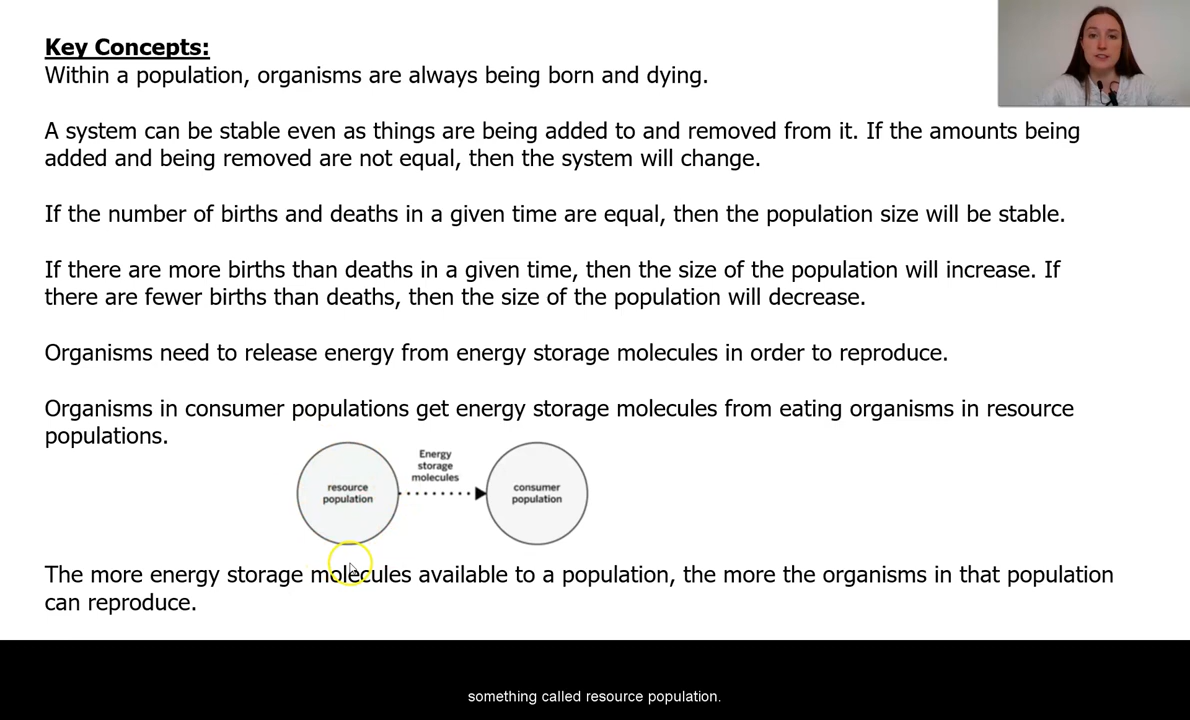 Key Concepts:
Within a population, organisms are always being born and dying.
A system can be stable even as things are being added to and removed from it. If the amounts being
added and being removed are not equal, then the system will change.
If the number of births and deaths in a given time are equal, then the population size will be stable.
If there are more births than deaths in a given time, then the size of the population will increase. If
there are fewer births than deaths, then the size of the population will decrease.
Organisms need to release energy from energy storage molecules in order to reproduce.
Organisms in consumer populations get energy storage molecules from eating organisms in resource
populations.
resource
population
Energy
storage
molecules
consumer
population
The more energy storage molecules available to a population, the more the organisms in that population
can reproduce.
something called resource population.